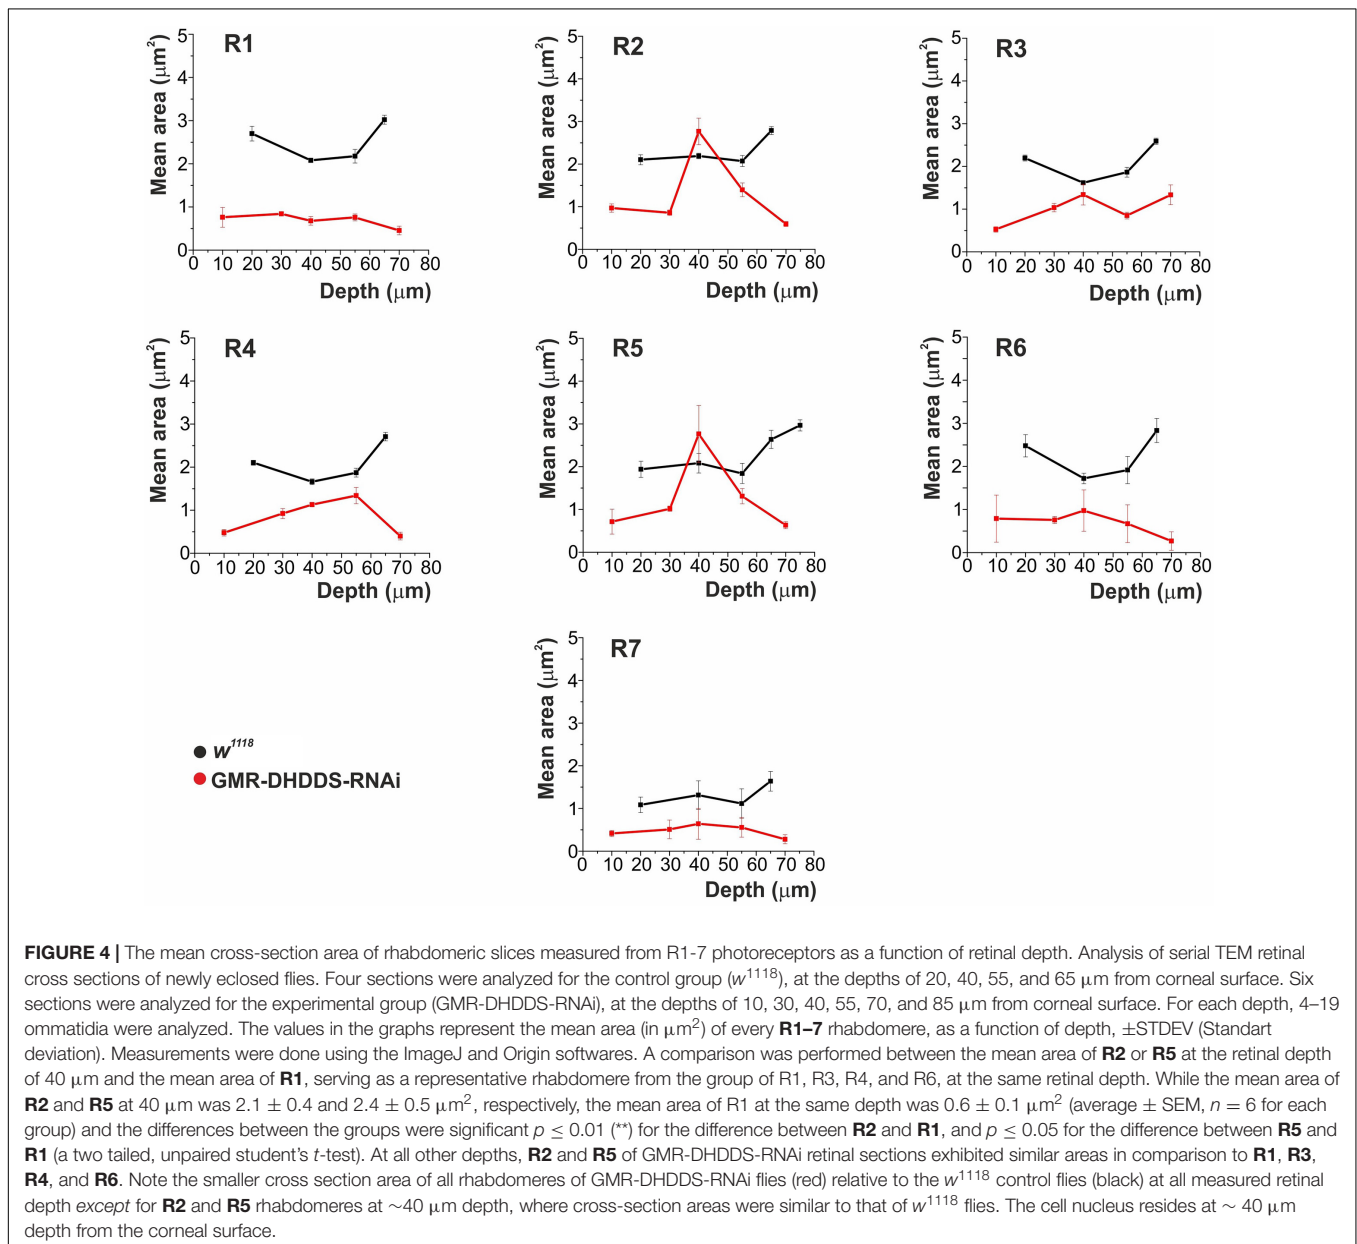 R1
Mean area (μm²)
5
4
3
2
1
0
0 10 20 30 40 50 60 70 80
Depth (μm)
R2
Mean area (μm²)
5
4
3
2
1
0
0 10 20 30 40 50 60 70 80
Depth (μm)
R3
Mean area (μm²)
5
4
3
2
1
0
0 10 20 30 40 50 60 70 80
Depth (μm)
R4
Mean area (μm²)
5
4
3
2
1
0
0 10 20 30 40 50 60 70 80
Depth (μm)
R5
Mean area (μm²)
5
4
3
2
1
0
0 10 20 30 40 50 60 70 80
Depth (μm)
R6
Mean area (μm²)
5
4
3
2
1
0
0 10 20 30 40 50 60 70 80
Depth (μm)
R7
Mean area (μm²)
5
4
3
2
1
0
0 10 20 30 40 50 60 70 80
Depth (μm)
w¹¹¹⁸
GMR-DHDDS-RNAi
FIGURE 4 | The mean cross-section area of rhabdomeric slices measured from R1-7 photoreceptors as a function of retinal depth. Analysis of serial TEM retinal
cross sections of newly eclosed flies. Four sections were analyzed for the control group (w¹¹¹⁸), at the depths of 20, 40, 55, and 65 μm from corneal surface. Six
sections were analyzed for the experimental group (GMR-DHDDS-RNAi), at the depths of 10, 30, 40, 55, 70, and 85 μm from corneal surface. For each depth, 4–19
ommatidia were analyzed. The values in the graphs represent the mean area (in μm²) of every R1–7 rhabdomere, as a function of depth, ±STDEV (Standart
deviation). Measurements were done using the ImageJ and Origin softwares. A comparison was performed between the mean area of R2 or R5 at the retinal depth
of 40 μm and the mean area of R1, serving as a representative rhabdomere from the group of R1, R3, R4, and R6, at the same retinal depth. While the mean area of
R2 and R5 at 40 μm was 2.1 ± 0.4 and 2.4 ± 0.5 μm², respectively, the mean area of R1 at the same depth was 0.6 ± 0.1 μm² (average ± SEM, n = 6 for each
group) and the differences between the groups were significant p ≤ 0.01 (**) for the difference between R2 and R1, and p ≤ 0.05 for the difference between R5 and
R1 (a two tailed, unpaired student's t-test). At all other depths, R2 and R5 of GMR-DHDDS-RNAi retinal sections exhibited similar areas in comparison to R1, R3,
R4, and R6. Note the smaller cross section area of all rhabdomeres of GMR-DHDDS-RNAi flies (red) relative to the w¹¹¹⁸ control flies (black) at all measured retinal
depth except for R2 and R5 rhabdomeres at ~40 μm depth, where cross-section areas were similar to that of w¹¹¹⁸ flies. The cell nucleus resides at ~ 40 μm
depth from the corneal surface.